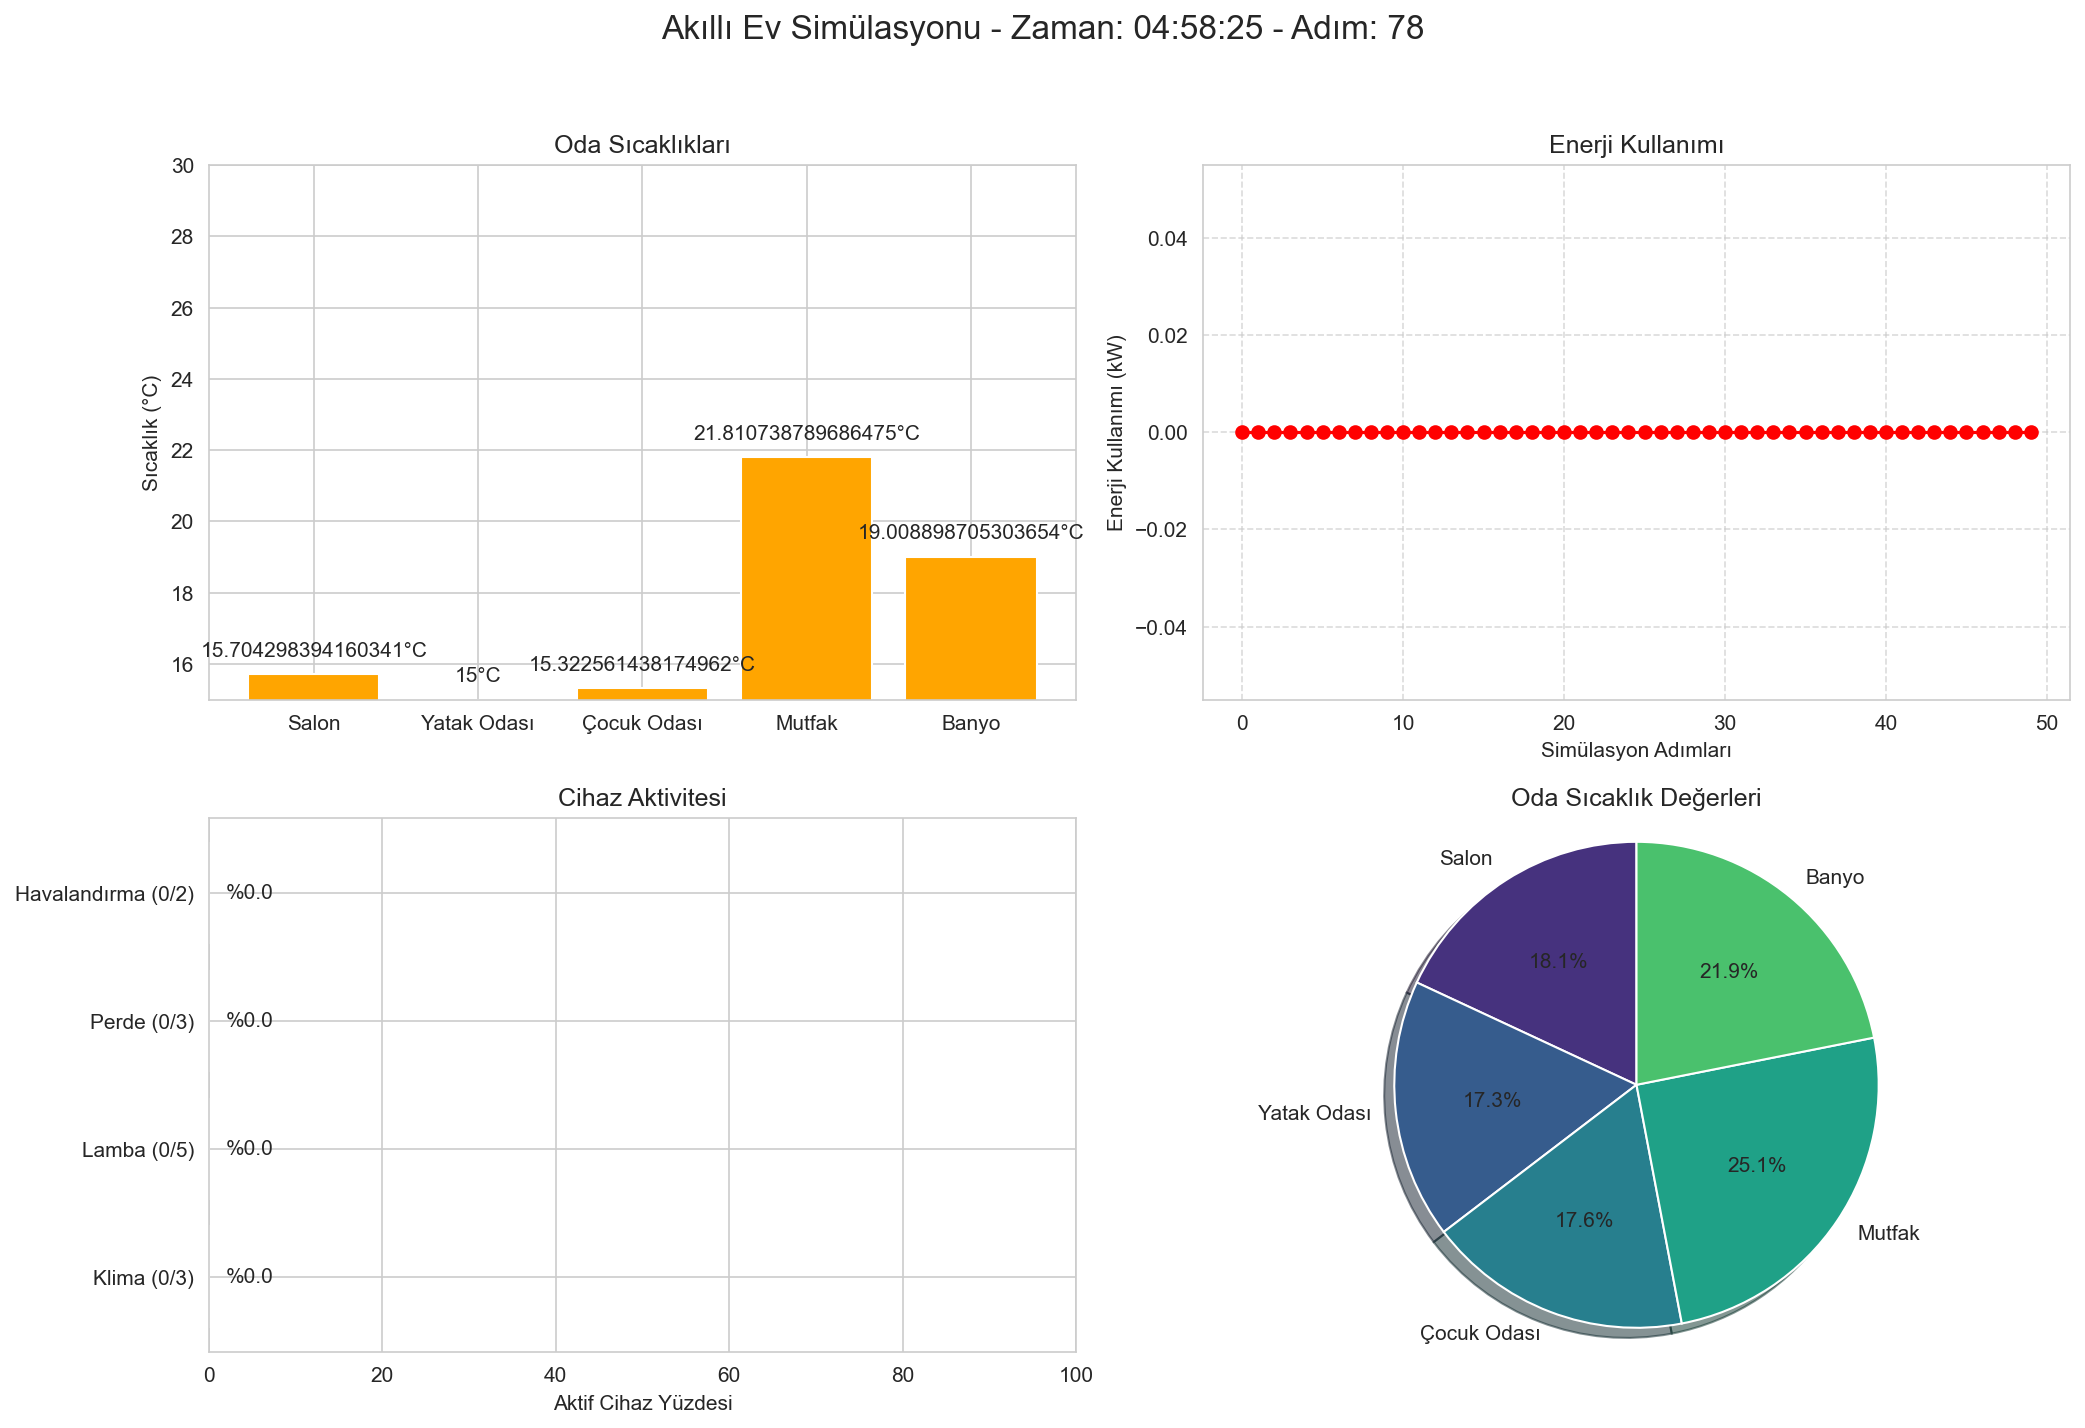 Akıllı Ev Simülasyonu - Zaman: 04:58:25 - Adım: 78
Oda Sıcaklıkları
Sıcaklık (°C)
30
28
26
24
22
20
18
16
15.704298394160341°C
15°C
15.322561438174962°C
21.810738789686475°C
19.008898705303654°C
Salon
Yatak Odası
Çocuk Odası
Mutfak
Banyo
Enerji Kullanımı
Enerji Kullanımı (kW)
0.04
0.02
0.00
−0.02
−0.04
0
10
20
30
40
50
Simülasyon Adımları
Cihaz Aktivitesi
Havalandırma (0/2)
%0.0
Perde (0/3)
%0.0
Lamba (0/5)
%0.0
Klima (0/3)
%0.0
0
20
40
60
80
100
Aktif Cihaz Yüzdesi
Oda Sıcaklık Değerleri
Salon
18.1%
Yatak Odası
17.3%
Çocuk Odası
17.6%
Mutfak
25.1%
Banyo
21.9%